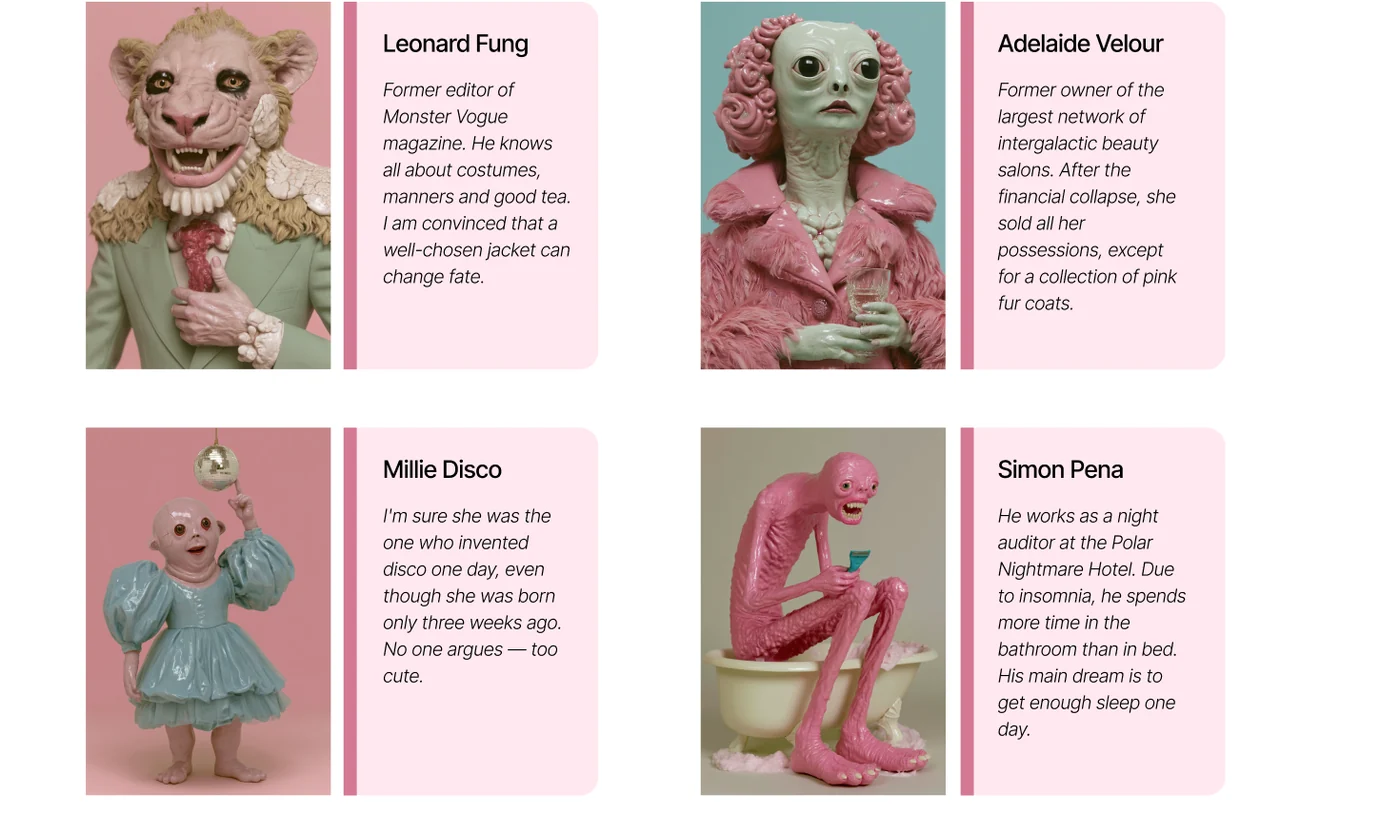 Leonard Fung
Former editor of
Monster Vogue
magazine. He knows
all about costumes,
manners and good tea.
I am convinced that a
well-chosen jacket can
change fate.
Adelaide Velour
Former owner of the
largest network of
intergalactic beauty
salons. After the
financial collapse, she
sold all her
possessions, except
for a collection of pink
fur coats.
Millie Disco
I'm sure she was the
one who invented
disco one day, even
though she was born
only three weeks ago.
No one argues — too
cute.
Simon Pena
He works as a night
auditor at the Polar
Nightmare Hotel. Due
to insomnia, he spends
more time in the
bathroom than in bed.
His main dream is to
get enough sleep one
day.